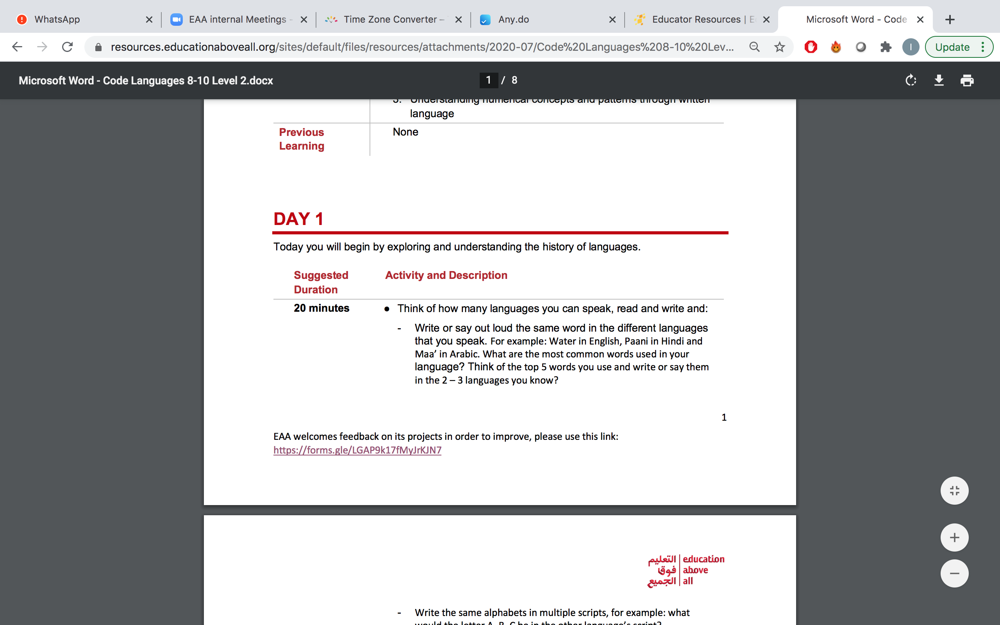 WhatsApp
EAA internal Meetings -
Time Zone Converter –
Any.do
Educator Resources | E
Microsoft Word - Code
resources.educationaboveall.org/sites/default/files/resources/attachments/2020-07/Code%20Languages%208-10%20Lev...
I
Update
Microsoft Word - Code Languages 8-10 Level 2.docx
1 / 8
3. Understanding numerical concepts and patterns through written
language
Previous
Learning
None
DAY 1
Today you will begin by exploring and understanding the history of languages.
Suggested
Duration
Activity and Description
20 minutes
● Think of how many languages you can speak, read and write and:
- Write or say out loud the same word in the different languages
that you speak. For example: Water in English, Paani in Hindi and
Maa’ in Arabic. What are the most common words used in your
language? Think of the top 5 words you use and write or say them
in the 2 – 3 languages you know?
1
EAA welcomes feedback on its projects in order to improve, please use this link:
https://forms.gle/LGAP9k17fMyJrKJN7
التعليم
فوق
الجميع
education
above
all
- Write the same alphabets in multiple scripts, for example: what
would the letter A, B, C be in the other language’s script?